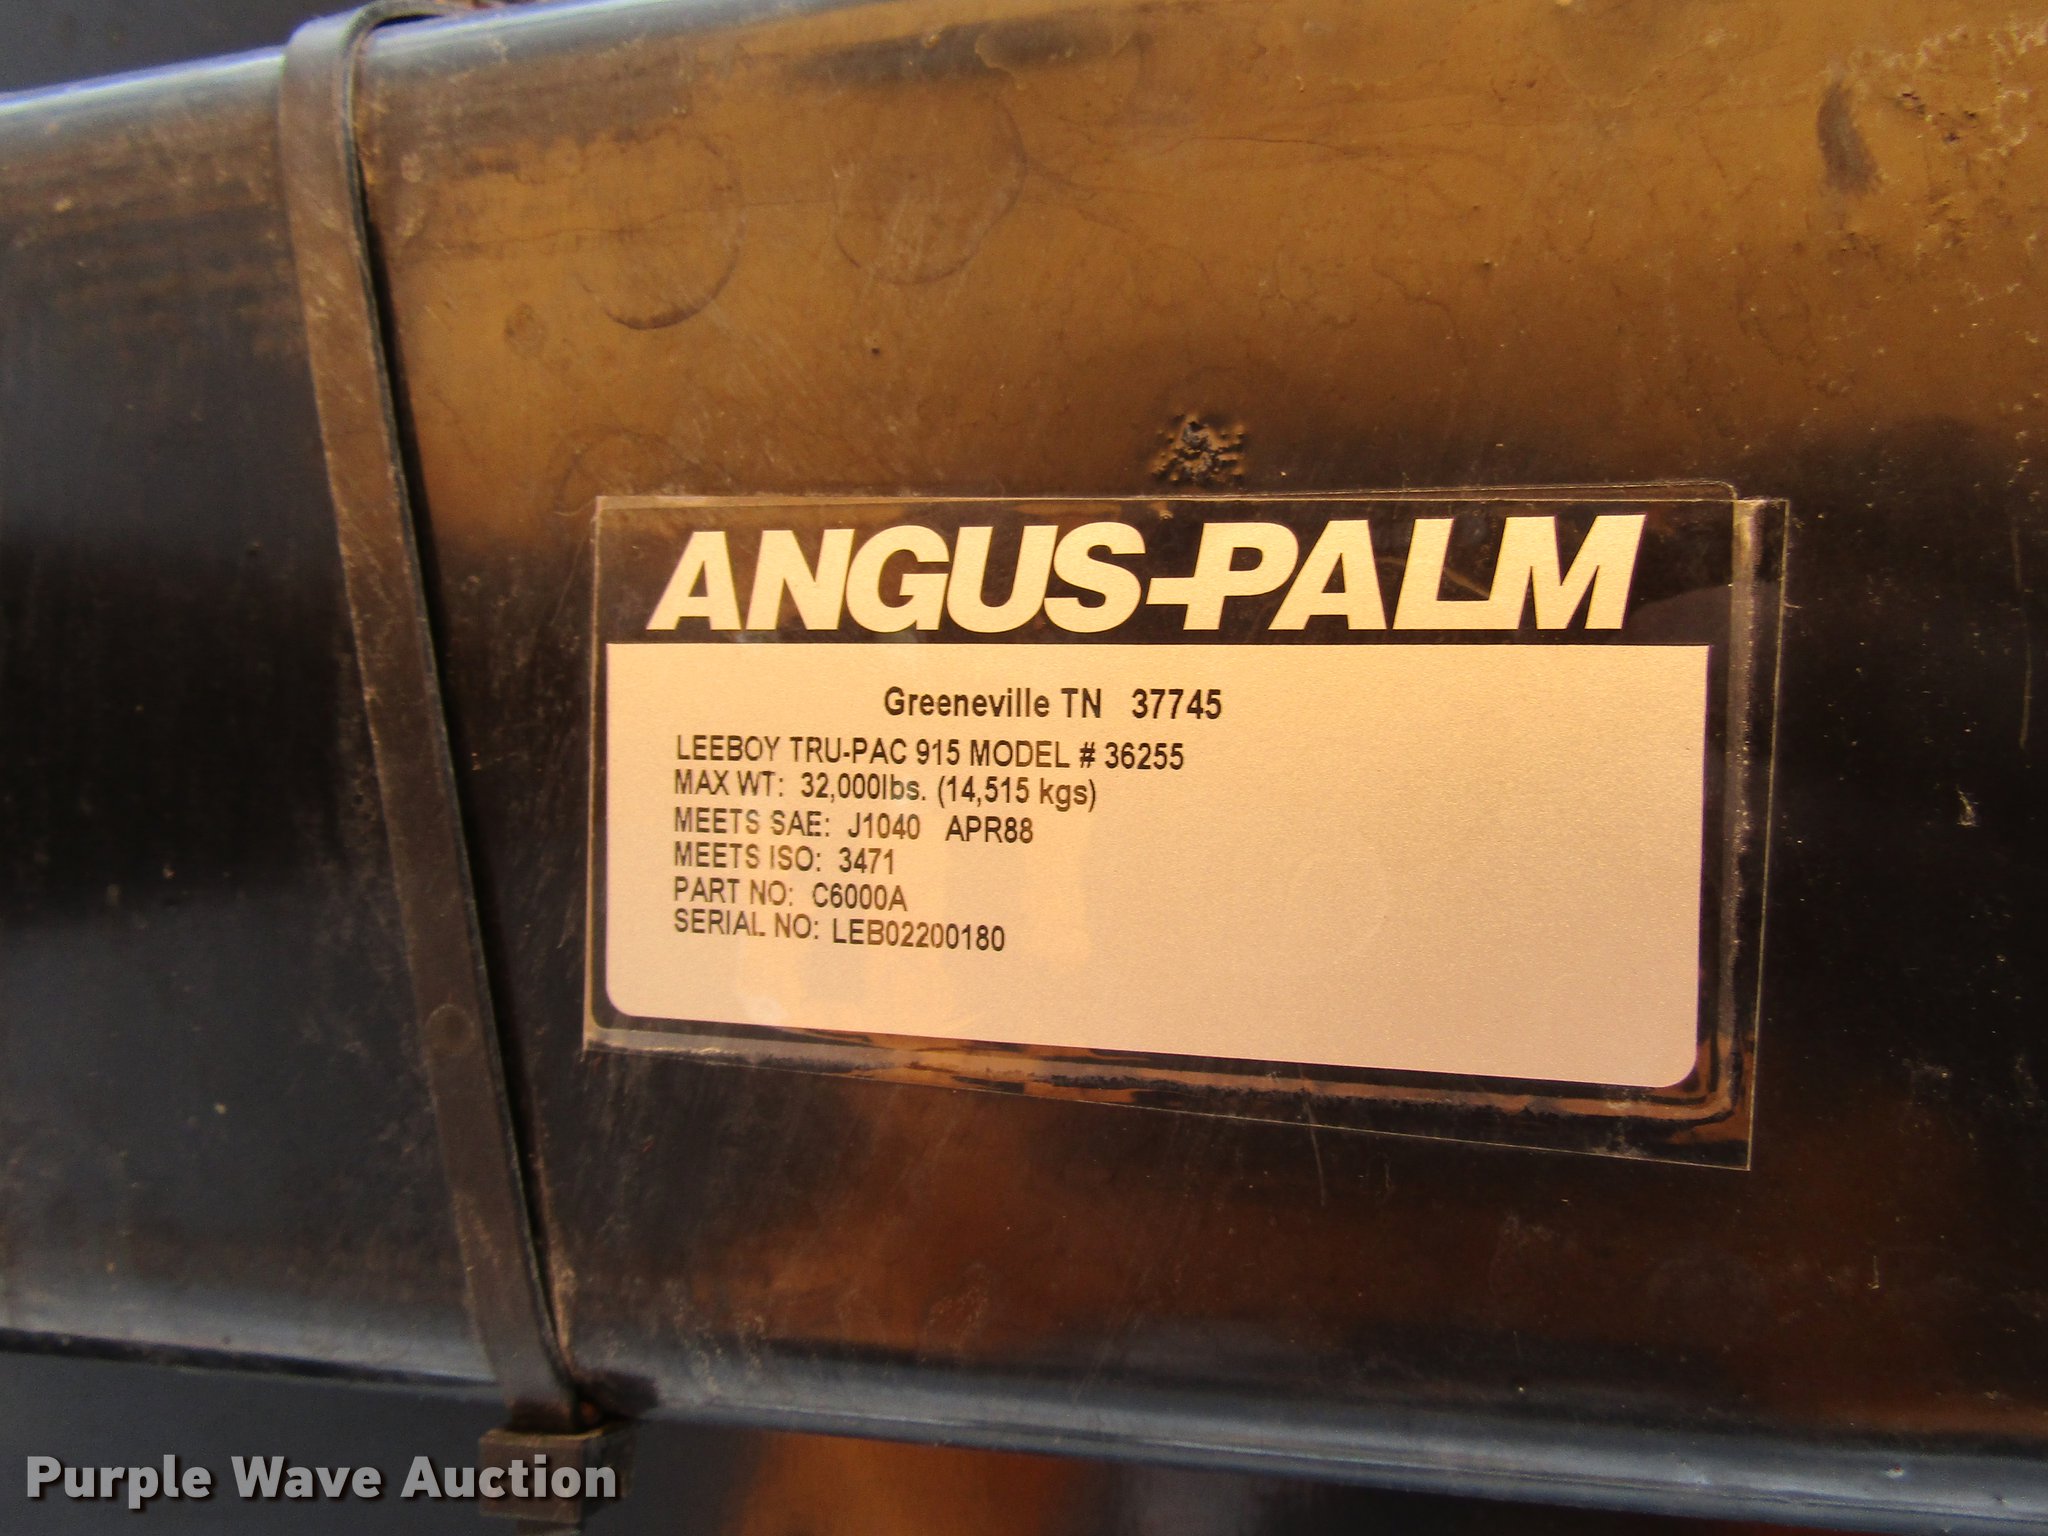 ANGUS-PALM
Greeneville TN 37745
LEEBOY TRU-PAC 915 MODEL # 36255
MAX WT: 32,000lbs. (14,515 kgs)
MEETS SAE: J1040 APR88
MEETS ISO: 3471
PART NO: C6000A
SERIAL NO: LEB02200180
Purple Wave Auction